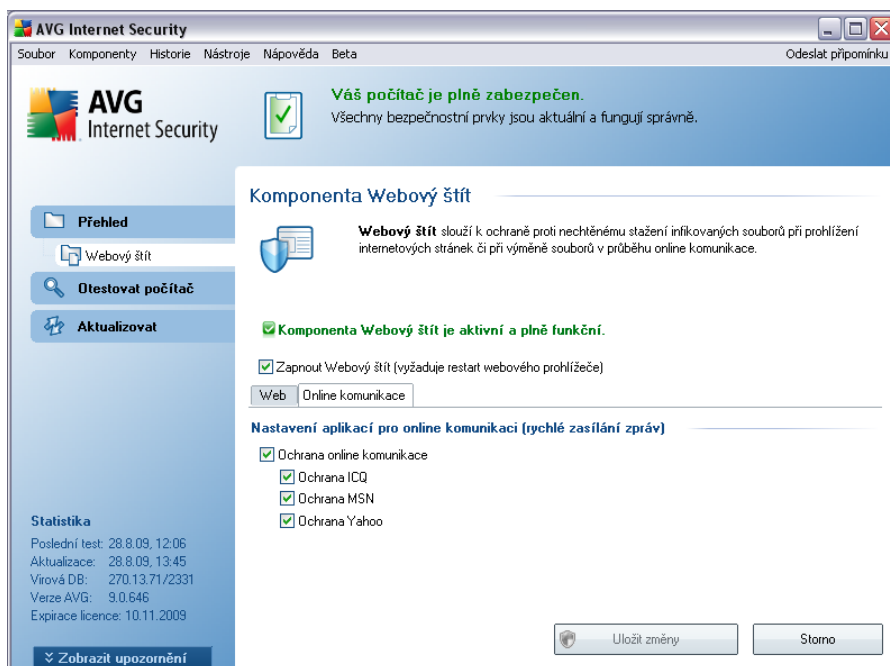 AVG Internet Security
Soubor Komponenty Historie Nástroje Nápověda Beta Odeslat připomínku
AVG
Internet Security
Váš počítač je plně zabezpečen.
Všechny bezpečnostní prvky jsou aktuální a fungují správně.
Přehled
Webový štít
Otestovat počítač
Aktualizovat
Komponenta Webový štít
Webový štít slouží k ochraně proti nechtěnému stažení infikovaných souborů při prohlížení
internetových stránek či při výměně souborů v průběhu online komunikace.
Komponenta Webový štít je aktivní a plně funkční.
Zapnout Webový štít (vyžaduje restart webového prohlížeče)
Web Online komunikace
Nastavení aplikací pro online komunikaci (rychlé zasílání zpráv)
Ochrana online komunikace
Ochrana ICQ
Ochrana MSN
Ochrana Yahoo
Statistika
Poslední test: 28.8.09, 12:06
Aktualizace: 28.8.09, 13:45
Virová DB: 270.13.71/2331
Verze AVG: 9.0.646
Expirace licence: 10.11.2009
Zobrazit upozornění
Uložit změny Storno